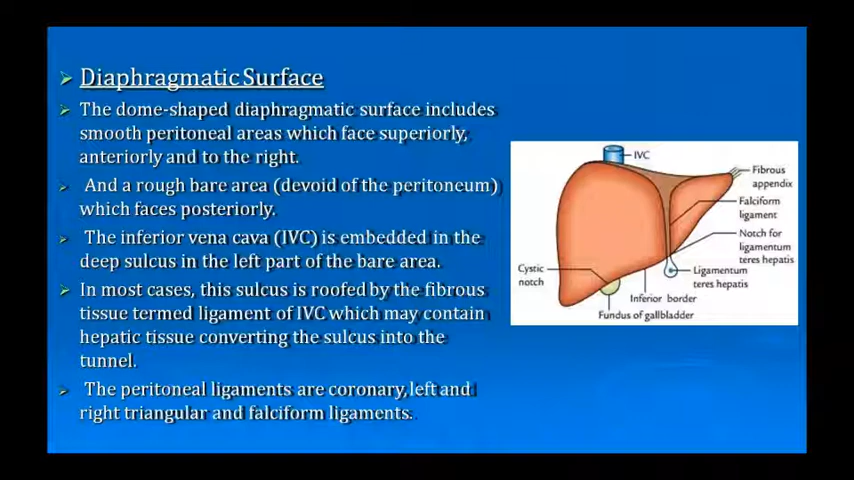 Diaphragmatic Surface
The dome-shaped diaphragmatic surface includes
smooth peritoneal areas which face superiorly,
anteriorly and to the right.
And a rough bare area (devoid of the peritoneum)
which faces posteriorly.
The inferior vena cava (IVC) is embedded in the
deep sulcus in the left part of the bare area.
In most cases, this sulcus is roofed by the fibrous
tissue termed ligament of IVC which may contain
hepatic tissue converting the sulcus into the
tunnel.
The peritoneal ligaments are coronary,left and
right triangular and falciform ligaments.
IVC
Fibrous
appendix
Falciform
ligament
Notch for
ligamentum
teres hepatis
Ligamentum
teres hepatis
Cystic
notch
Inferior border
Fundus of gallbladder